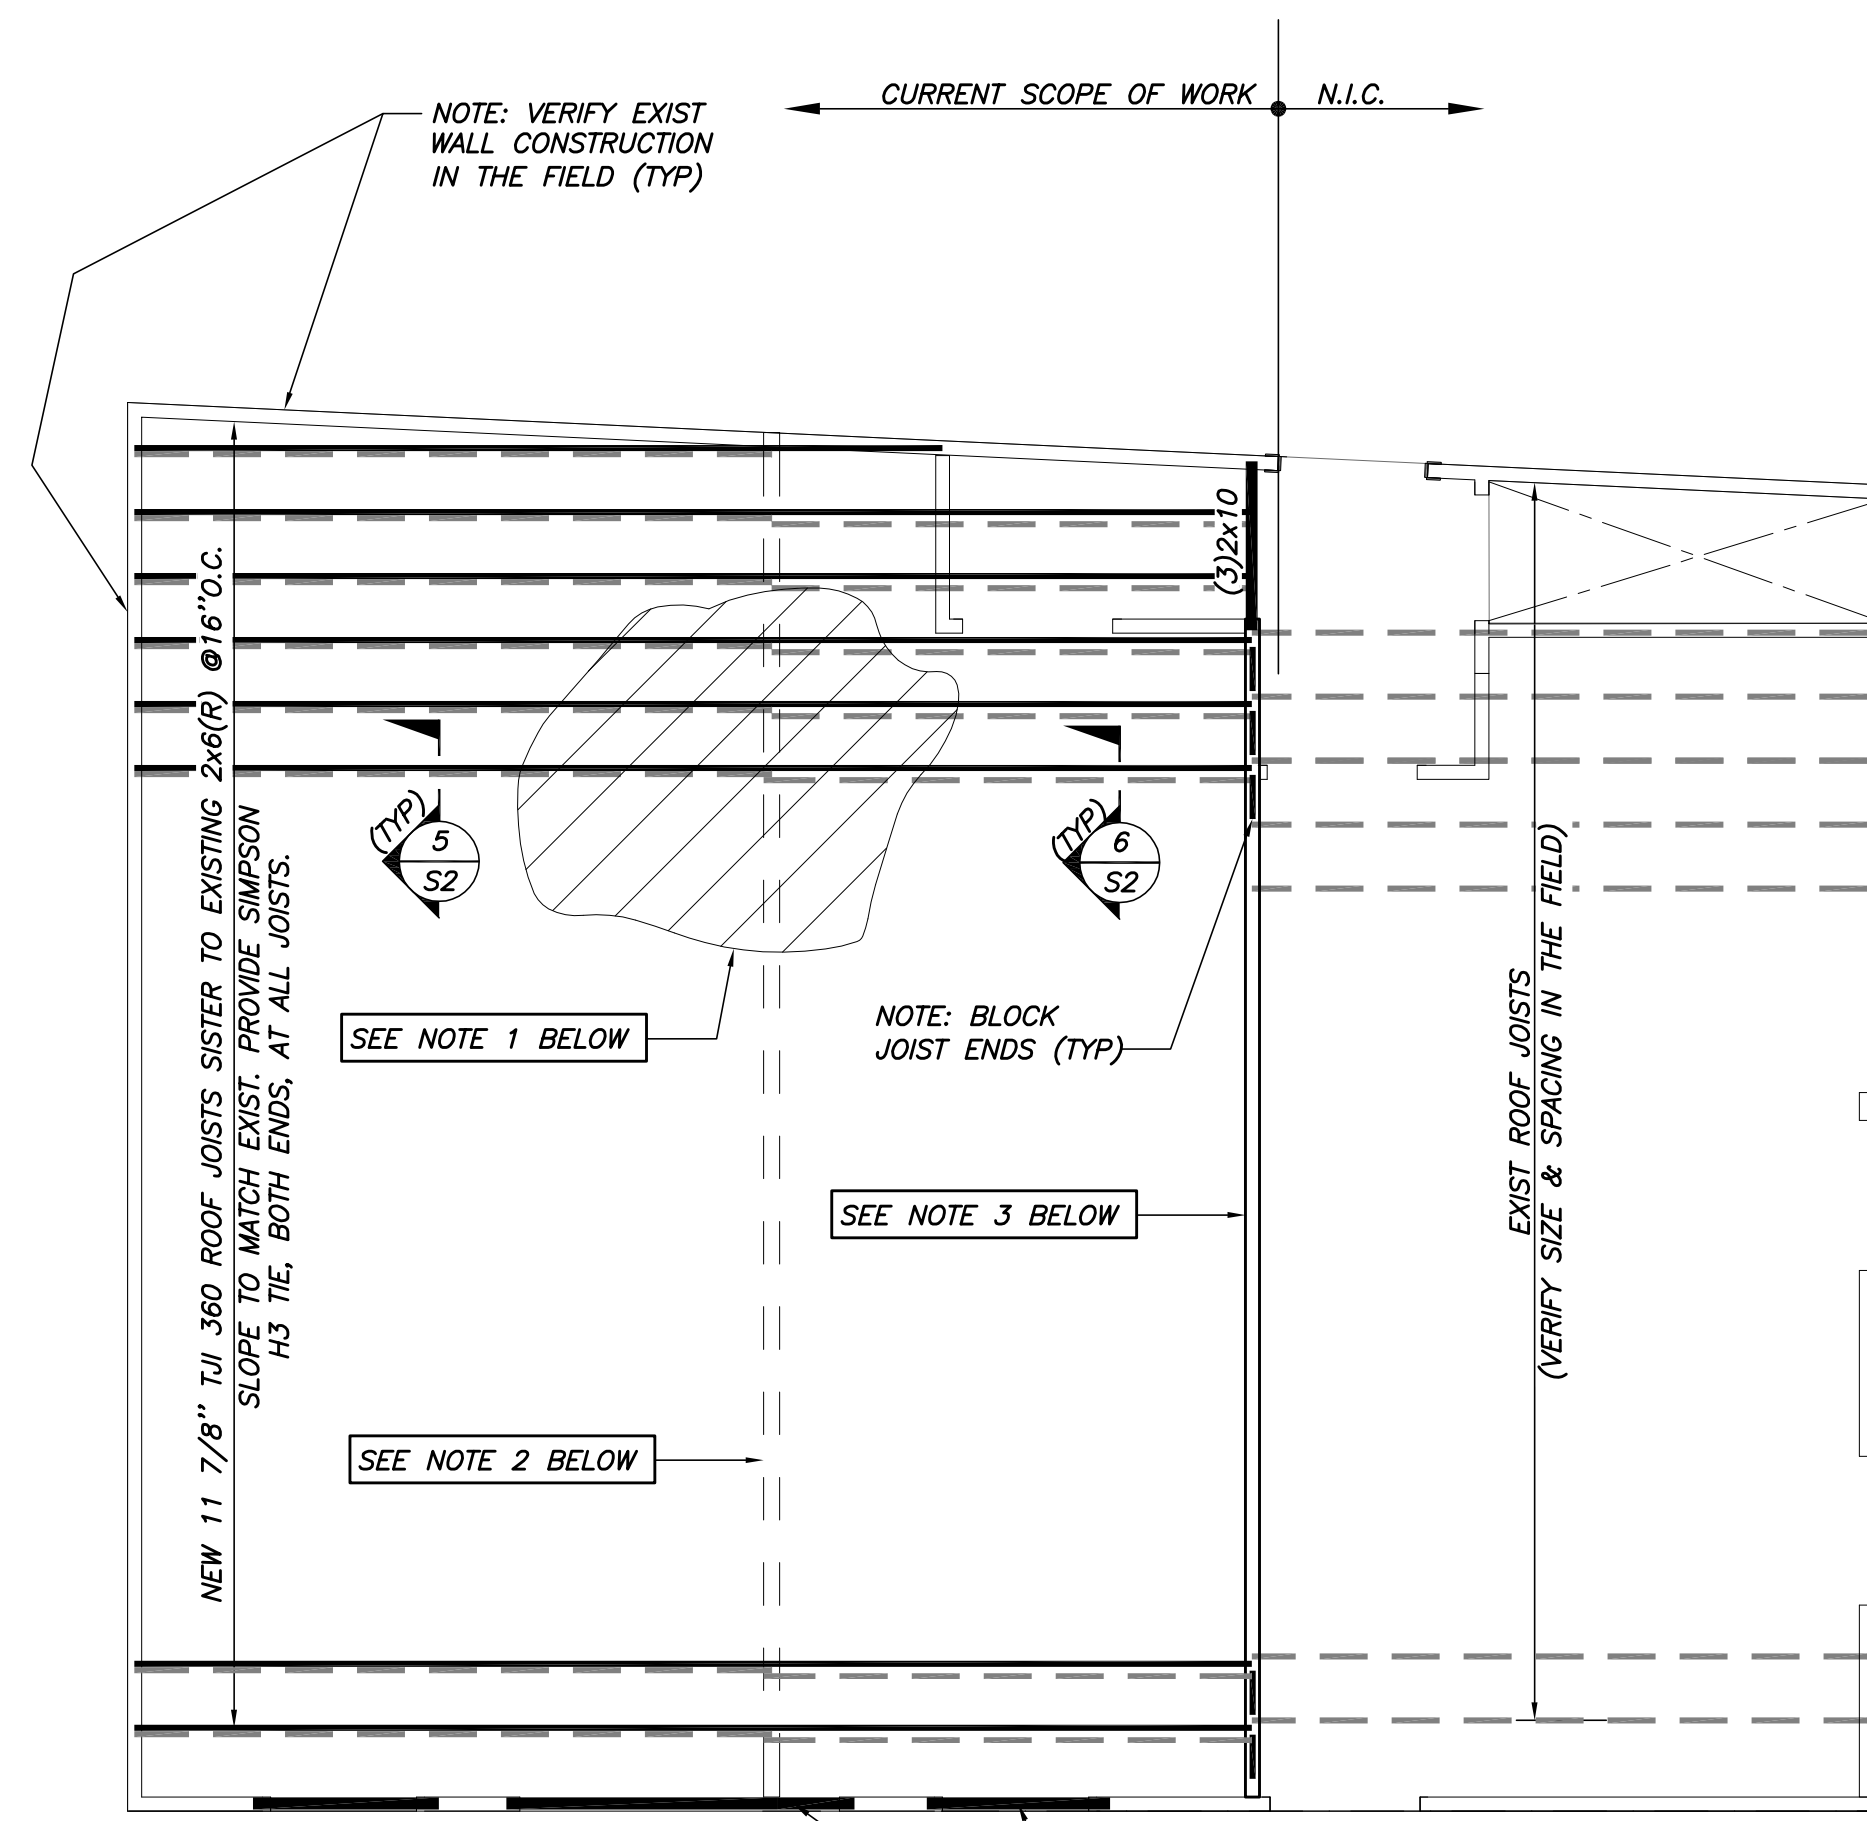 CURRENT SCOPE OF WORK
N.I.C.
NOTE: VERIFY EXIST
WALL CONSTRUCTION
IN THE FIELD (TYP)
(3)2x10
NEW 11 7/8" TJI 360 ROOF JOISTS SISTER TO EXISTING 2x6(R) @16"O.C.
SLOPE TO MATCH EXIST. PROVIDE SIMPSON
H3 TIE, BOTH ENDS, AT ALL JOISTS.
(TYP)
5
S2
(TYP)
6
S2
SEE NOTE 1 BELOW
NOTE: BLOCK
JOIST ENDS (TYP)
SEE NOTE 3 BELOW
SEE NOTE 2 BELOW
EXIST ROOF JOISTS
(VERIFY SIZE & SPACING IN THE FIELD)